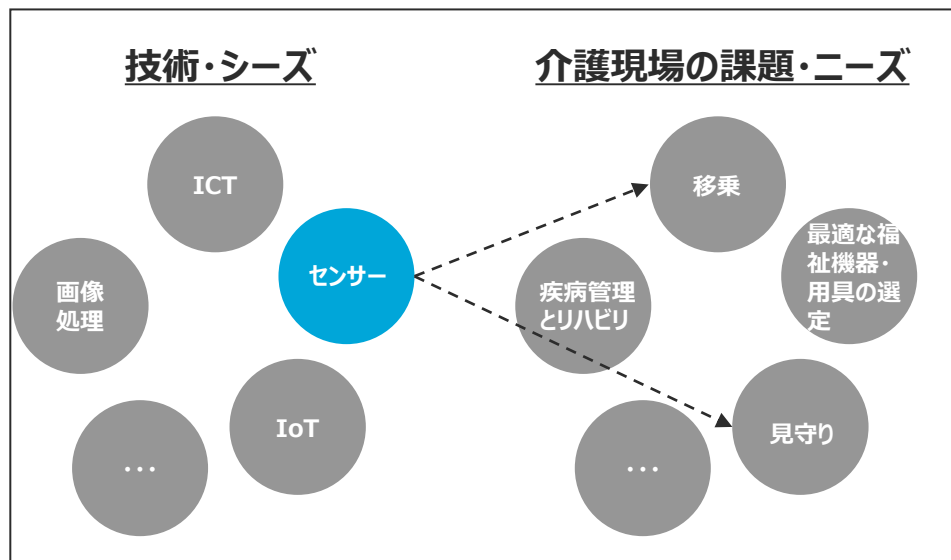 技術・シーズ
ICT
センサー
画像
処理
IoT
・・・
介護現場の課題・ニーズ
移乗
最適な福
祉機器・
用具の選
定
疾病管理
とリハビリ
見守り
・・・